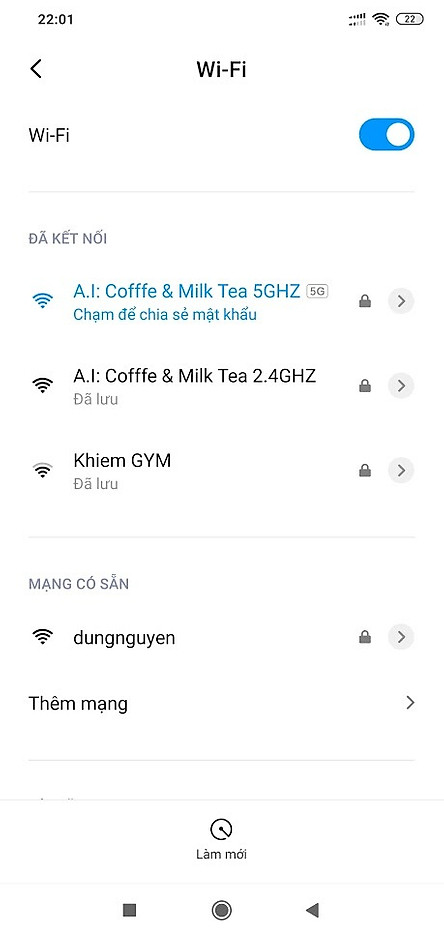 22:01
22
Wi-Fi
Wi-Fi
ĐÃ KẾT NỐI
A.I: Cofffe & Milk Tea 5GHZ 5G
Chạm để chia sẻ mật khẩu
A.I: Cofffe & Milk Tea 2.4GHZ
Đã lưu
Khiem GYM
Đã lưu
MẠNG CÓ SẴN
dungnguyen
Thêm mạng
Làm mới